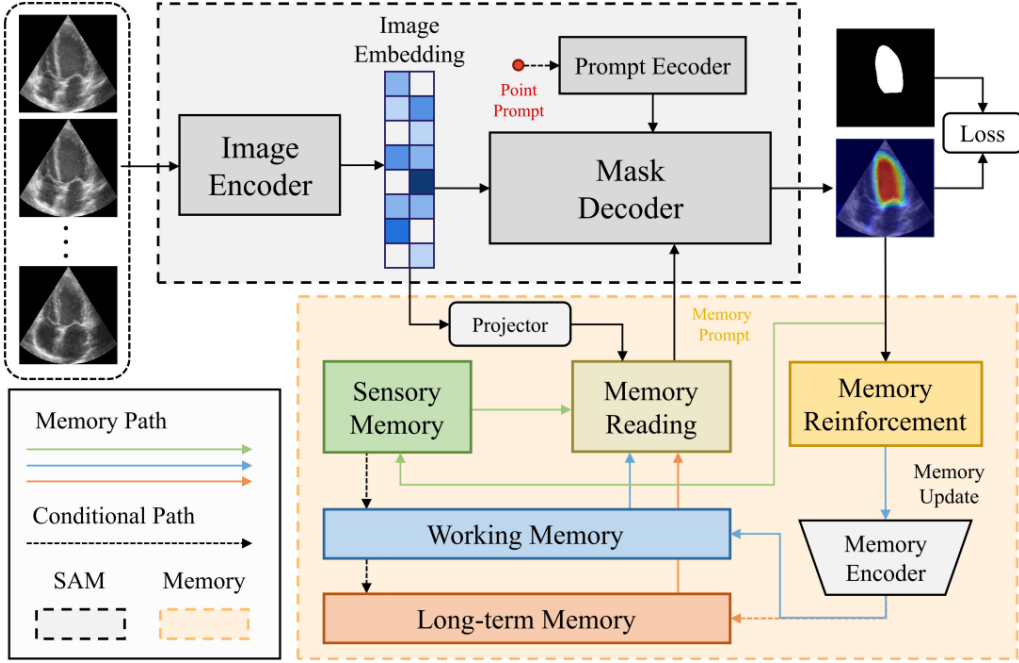 Image
Embedding
Image
Encoder
Point
Prompt
Prompt Eecoder
Mask
Decoder
Loss
Projector
Memory
Prompt
Sensory
Memory
Memory
Reading
Memory
Reinforcement
Memory
Update
Working Memory
Memory
Encoder
Long-term Memory
Memory Path
Conditional Path
SAM
Memory